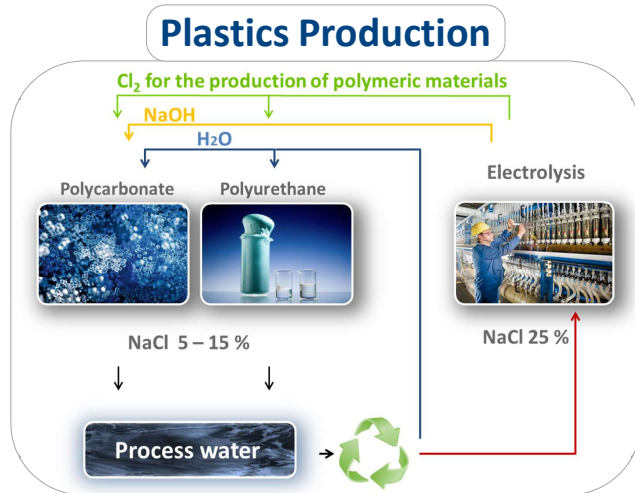 Plastics Production
Cl₂ for the production of polymeric materials
NaOH
H₂O
Electrolysis
Polycarbonate
Polyurethane
NaCl 5 – 15 %
NaCl 25 %
Process water